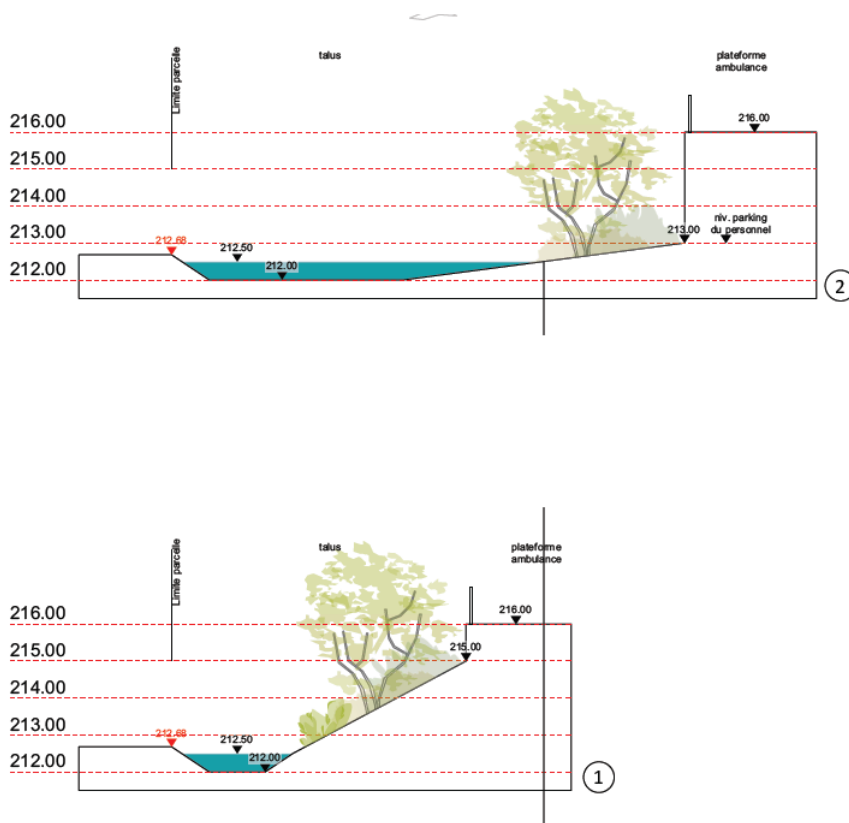 talus
plateforme
ambulance
Limite parcelle
216.00
216.00
215.00
214.00
213.00
212.68
212.50
213.00
niv. parking
du personnel
212.00
212.00
2
talus
plateforme
ambulance
Limite parcelle
216.00
216.00
215.00
215.00
214.00
213.00
212.68
212.50
212.00
212.00
1